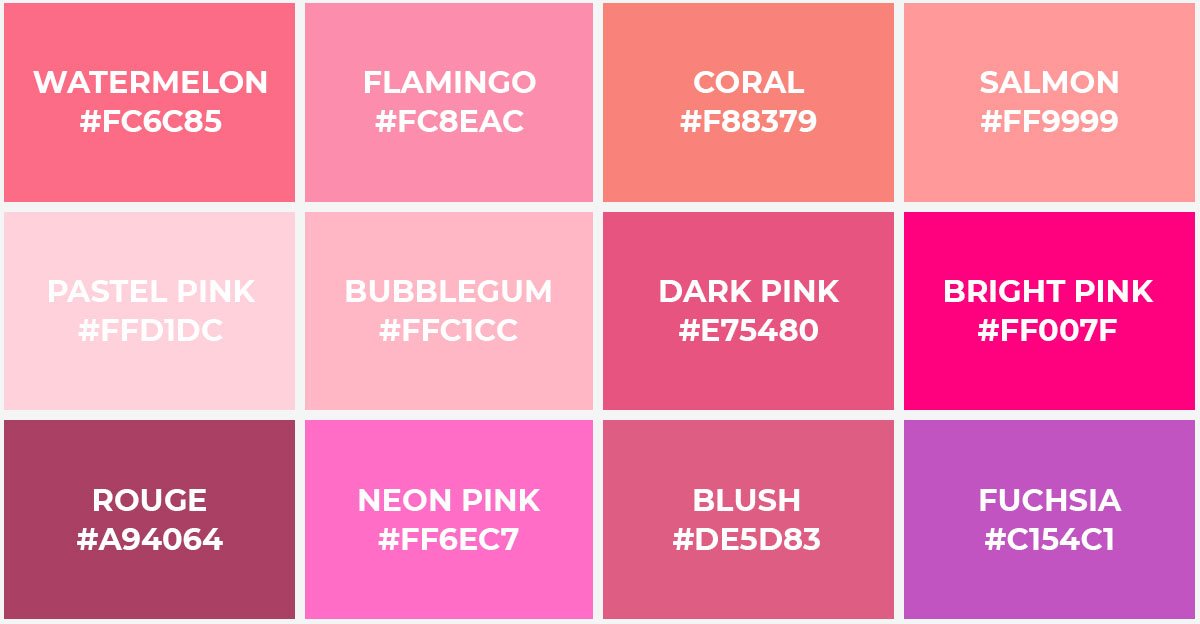 WATERMELON
#FC6C85
FLAMINGO
#FC8EAC
CORAL
#F88379
SALMON
#FF9999
PASTEL PINK
#FFD1DC
BUBBLEGUM
#FFC1CC
DARK PINK
#E75480
BRIGHT PINK
#FF007F
ROUGE
#A94064
NEON PINK
#FF6EC7
BLUSH
#DE5D83
FUCHSIA
#C154C1